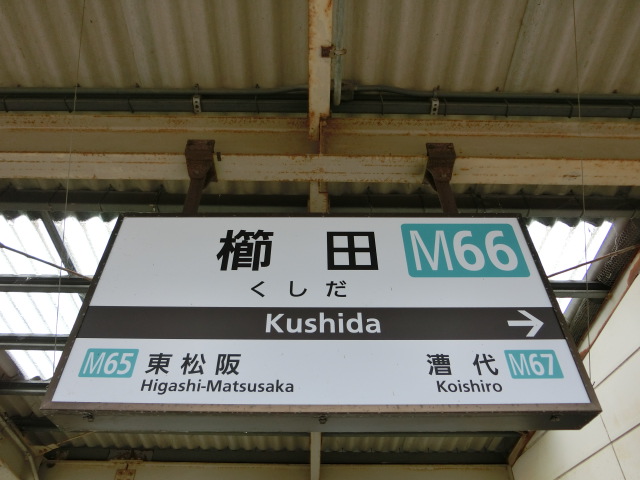 櫛田 M66
くしだ
Kushida →
M65 東松阪 漕代 M67
Higashi-Matsusaka Koishiro